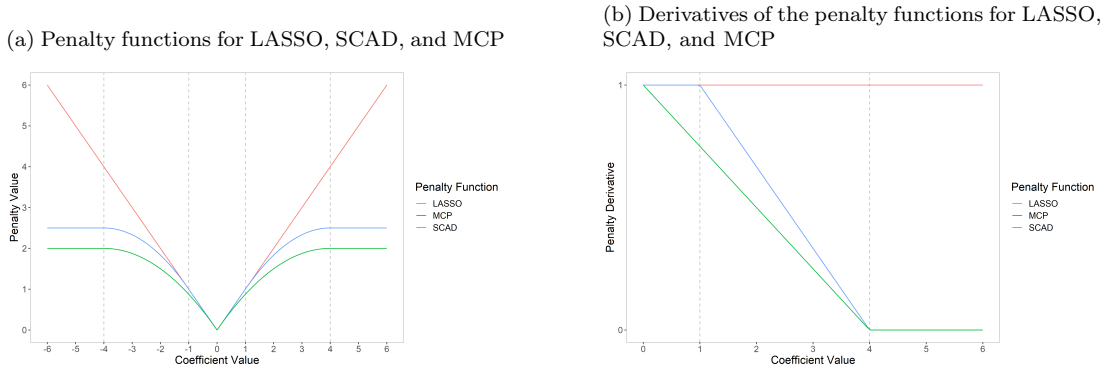 (a) Penalty functions for LASSO, SCAD, and MCP
6
5
4
3
2
1
0
Penalty Value
-6 -5 -4 -3 -2 -1 0 1 2 3 4 5 6
Coefficient Value
Penalty Function
LASSO
MCP
SCAD
(b) Derivatives of the penalty functions for LASSO,
SCAD, and MCP
1
0
Penalty Derivative
0 1 2 4 6
Coefficient Value
Penalty Function
LASSO
MCP
SCAD